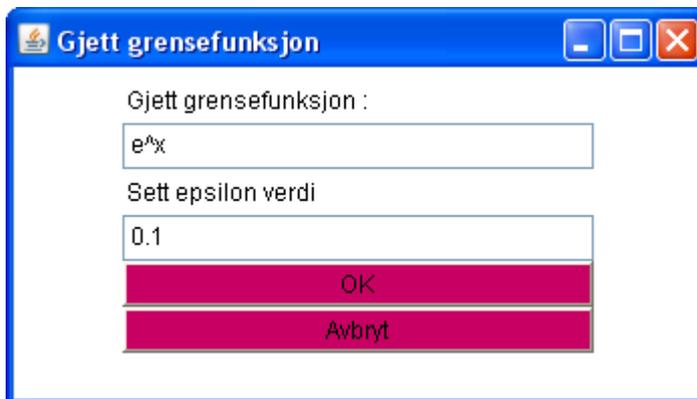 Gjett grensefunksjon
Gjett grensefunksjon :
e^x
Sett epsilon verdi
0.1
OK
Avbryt